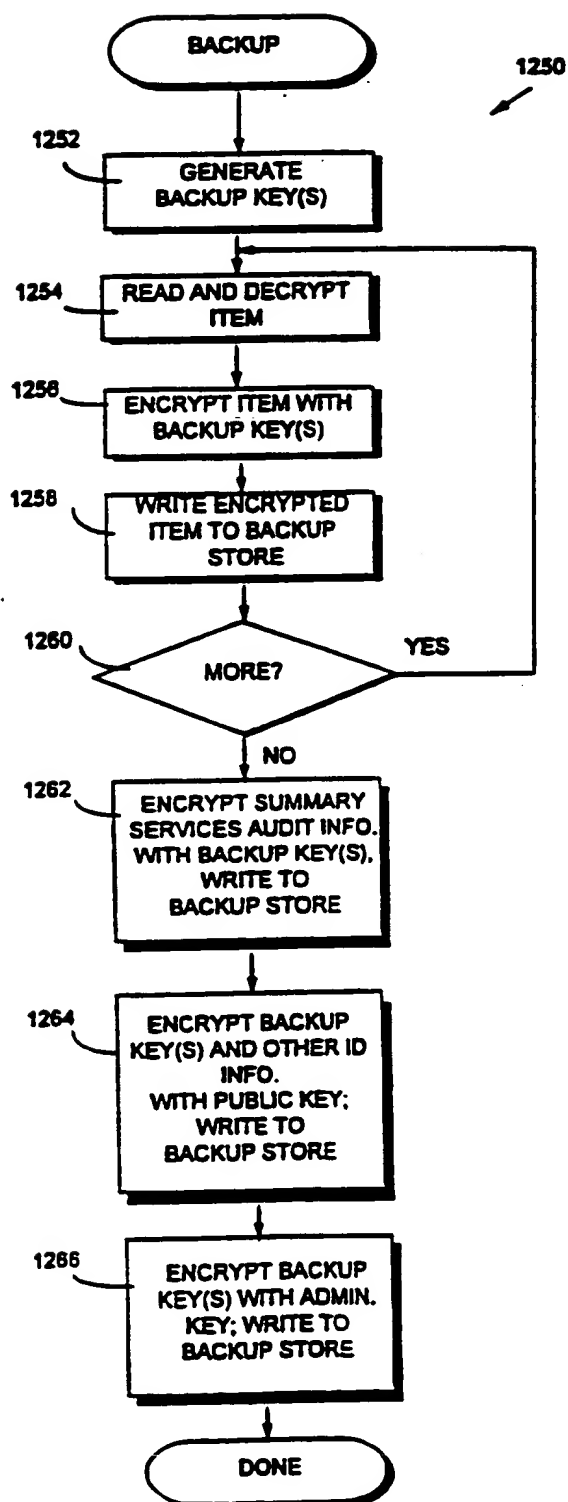 BACKUP
1250
1252
GENERATE
BACKUP KEY(S)
1254
READ AND DECRYPT
ITEM
1256
ENCRYPT ITEM WITH
BACKUP KEY(S)
1258
WRITE ENCRYPTED
ITEM TO BACKUP
STORE
1260
MORE?
YES
NO
1262
ENCRYPT SUMMARY
SERVICES AUDIT INFO.
WITH BACKUP KEY(S),
WRITE TO
BACKUP STORE
1264
ENCRYPT BACKUP
KEY(S) AND OTHER ID
INFO.
WITH PUBLIC KEY;
WRITE TO
BACKUP STORE
1266
ENCRYPT BACKUP
KEY(S) WITH ADMIN.
KEY; WRITE TO
BACKUP STORE
DONE